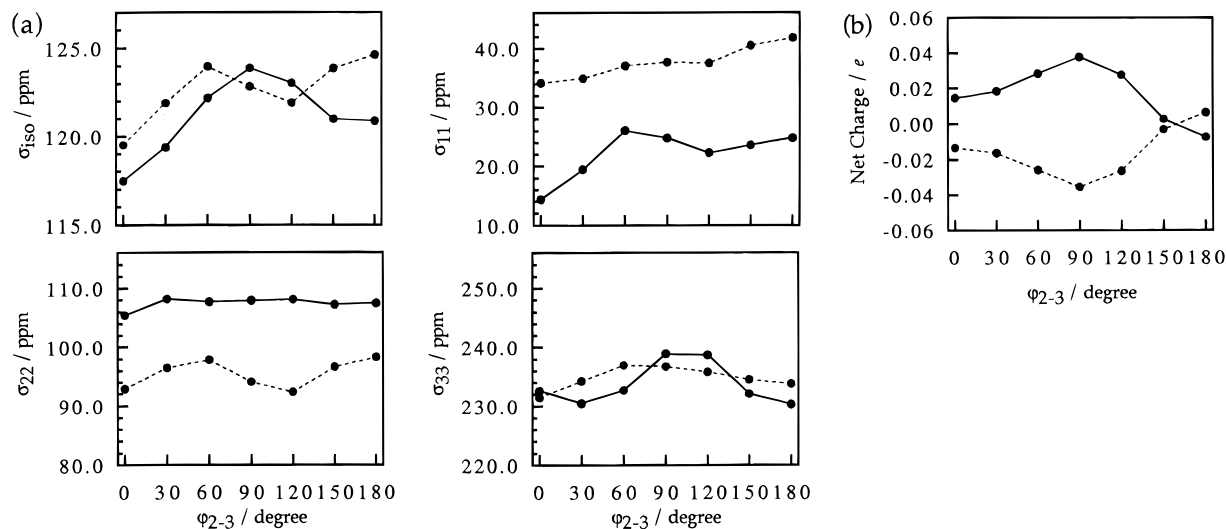 (a)
σiso / ppm
125.0
120.0
115.0
σ11 / ppm
40.0
30.0
20.0
10.0
(b)
Net Charge / e
0.06
0.04
0.02
0.00
-0.02
-0.04
-0.06
0 30 60 90 120 150 180
φ2-3 / degree
σ22 / ppm
110.0
100.0
90.0
80.0
0 30 60 90 120 150 180
φ2-3 / degree
σ33 / ppm
250.0
240.0
230.0
220.0
0 30 60 90 120 150 180
φ2-3 / degree